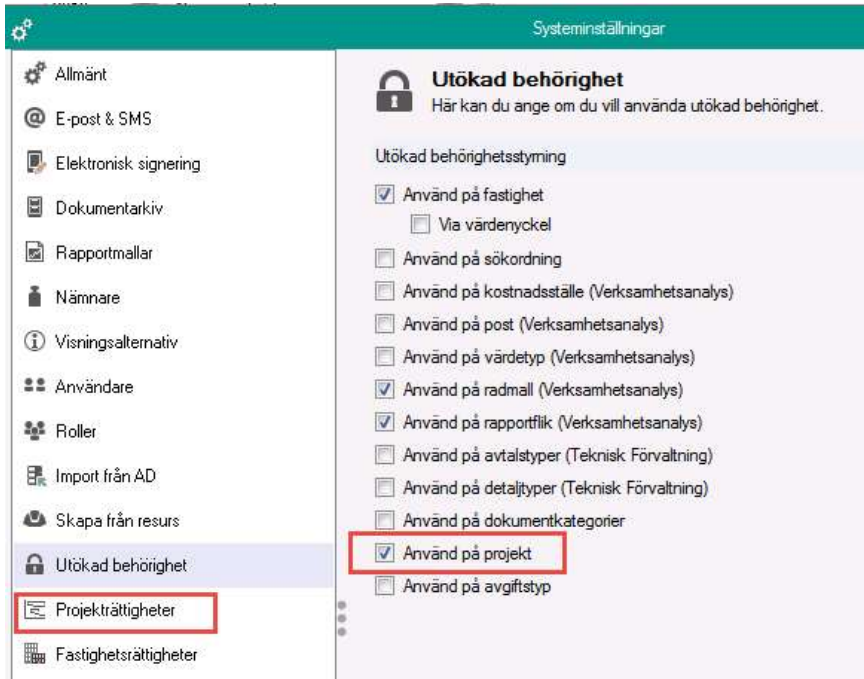 Systeminställningar
Allmänt
E-post & SMS
Elektronisk signering
Dokumentarkiv
Rapportmallar
Nämnare
Visningsalternativ
Användare
Roller
Import från AD
Skapa från resurs
Utökad behörighet
Projekträttigheter
Fastighetsrättigheter
Utökad behörighet
Här kan du ange om du vill använda utökad behörighet.
Utökad behörighetsstyrning
Använd på fastighet
Via värdenyckel
Använd på sökordning
Använd på kostnadsställe (Verksamhetsanalys)
Använd på post (Verksamhetsanalys)
Använd på värdetyp (Verksamhetsanalys)
Använd på radmall (Verksamhetsanalys)
Använd på rapportflik (Verksamhetsanalys)
Använd på avtalstyper (Teknisk Förvaltning)
Använd på detaljtyper (Teknisk Förvaltning)
Använd på dokumentkategorier
Använd på projekt
Använd på avgiftstyp